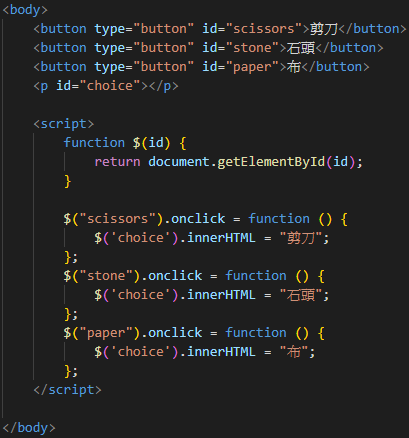 <body>
    <button type="button" id="scissors">剪刀</button>
    <button type="button" id="stone">石頭</button>
    <button type="button" id="paper">布</button>
    <p id="choice"></p>

    <script>
        function $(id) {
            return document.getElementById(id);
        }

        $("scissors").onclick = function () {
            $('choice').innerHTML = "剪刀";
        };
        $("stone").onclick = function () {
            $('choice').innerHTML = "石頭";
        };
        $("paper").onclick = function () {
            $('choice').innerHTML = "布";
        };
    </script>

</body>